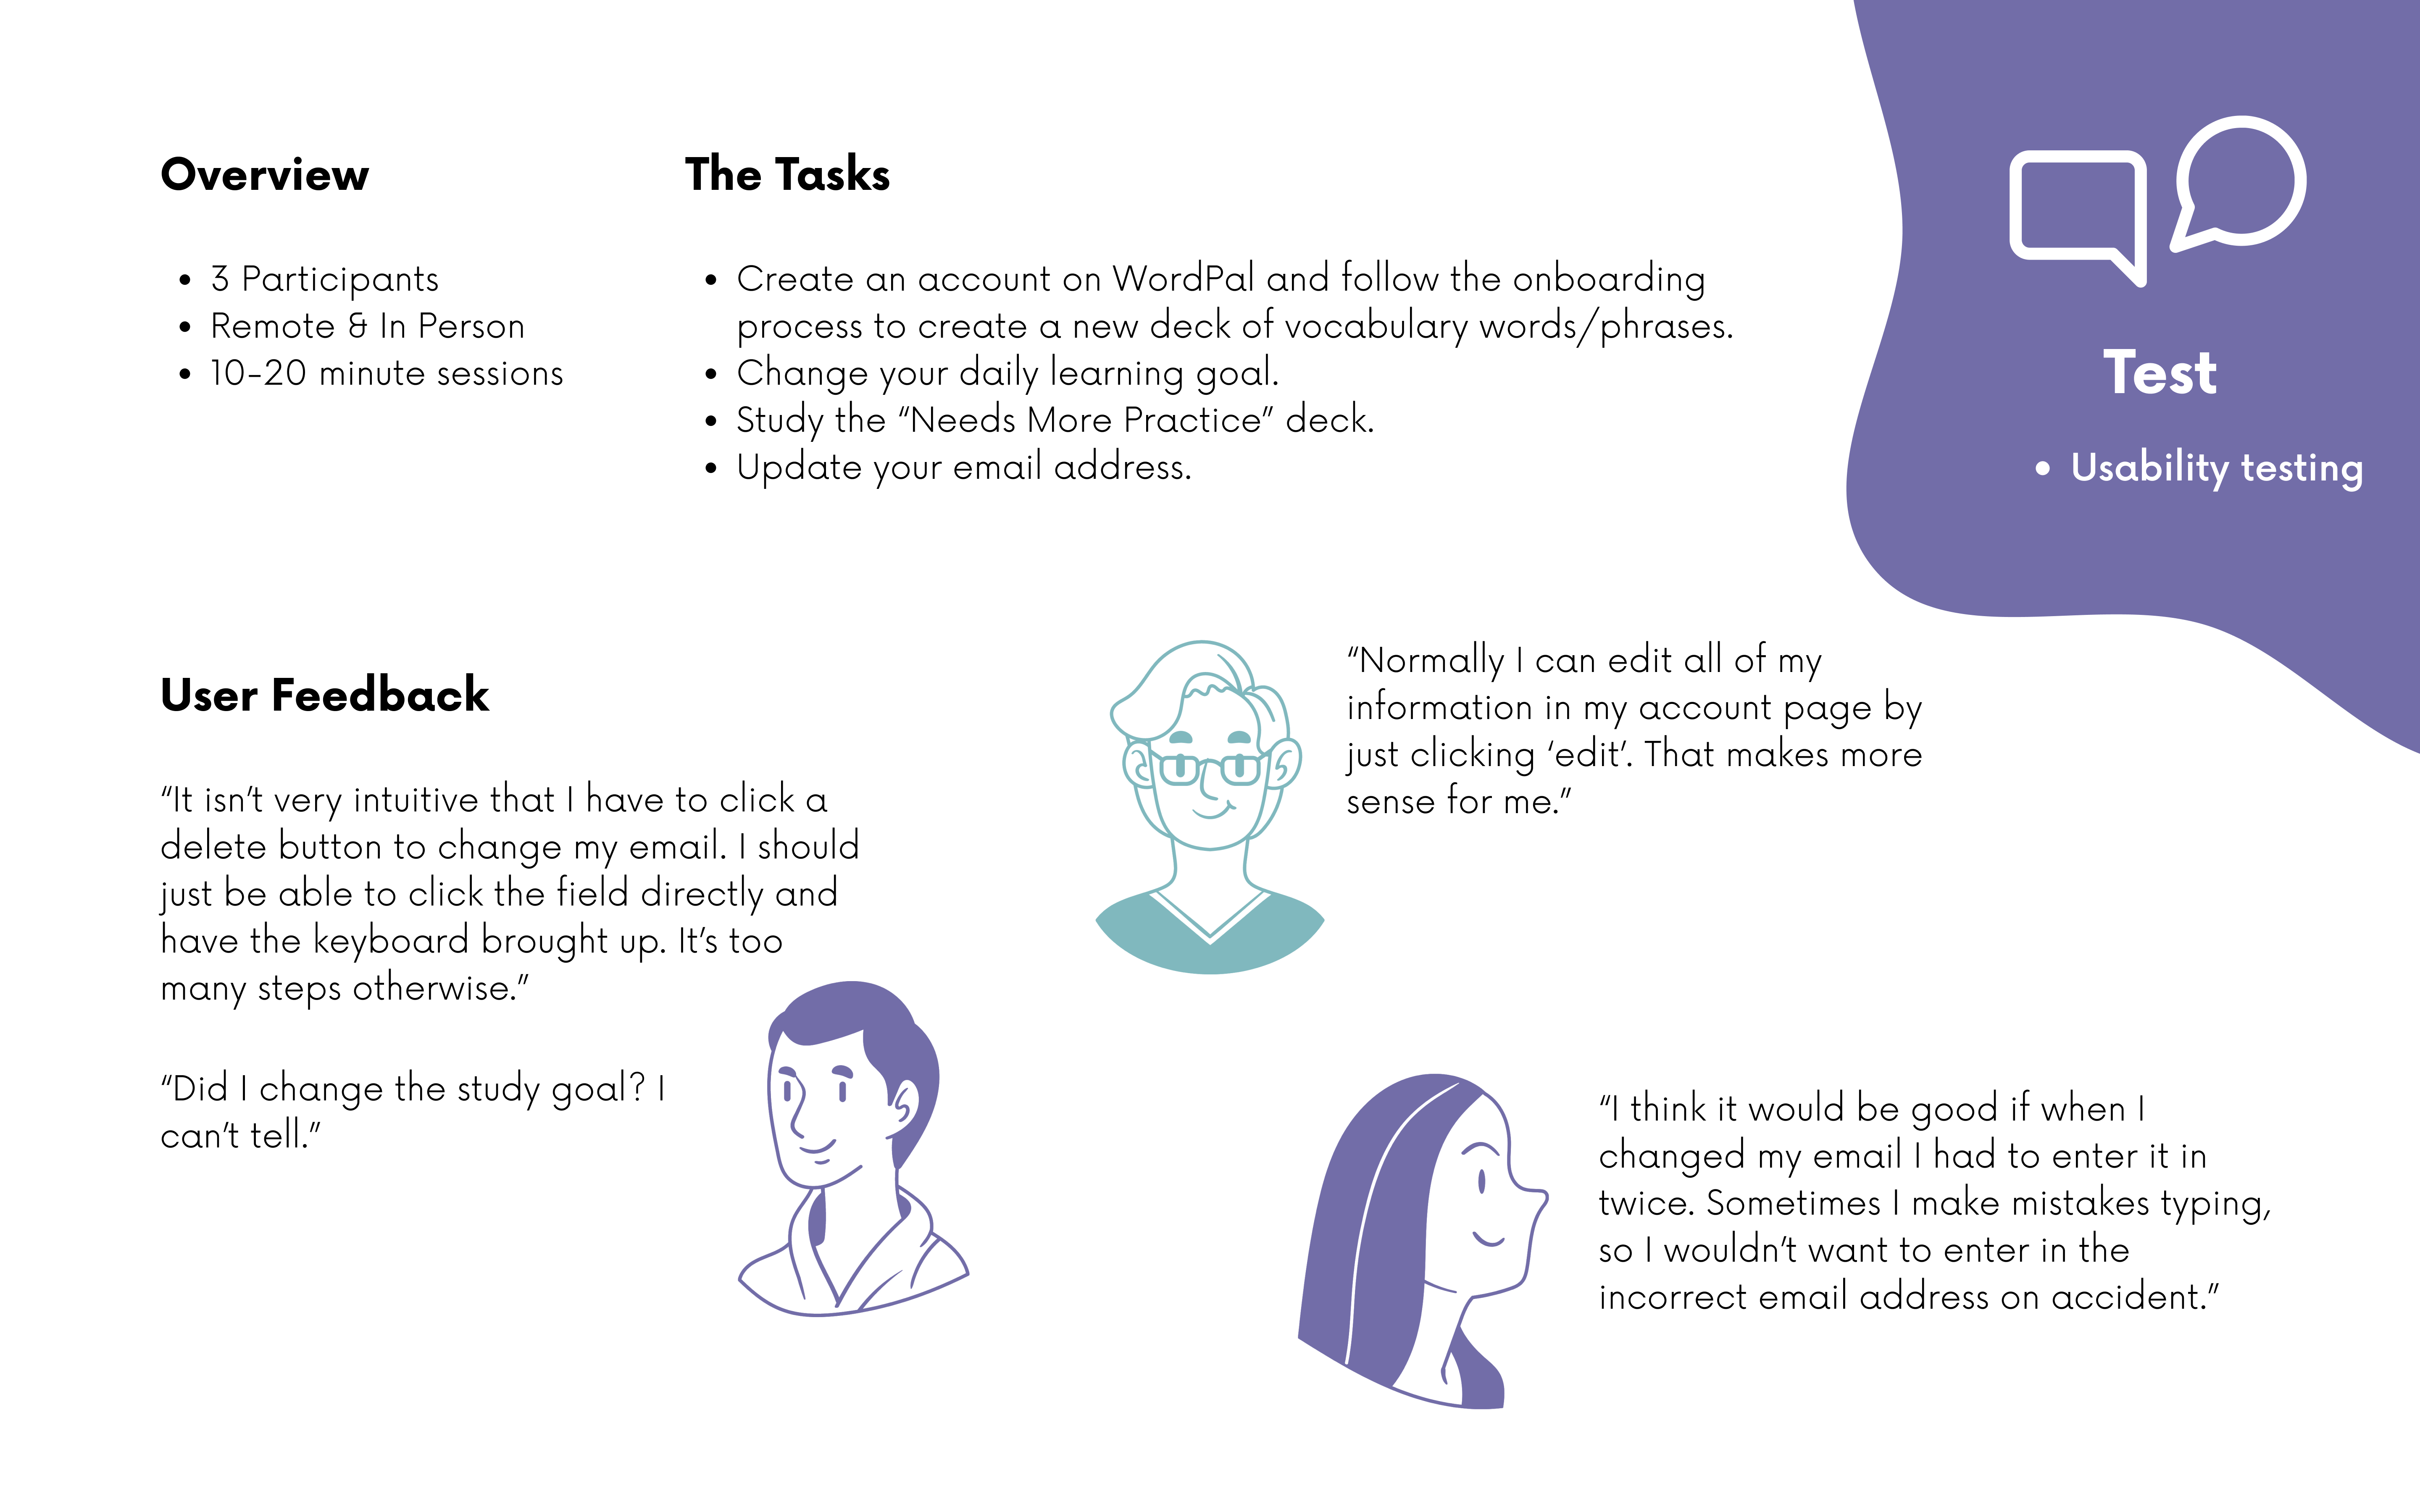 Overview
• 3 Participants
• Remote & In Person
• 10-20 minute sessions
The Tasks
• Create an account on WordPal and follow the onboarding
process to create a new deck of vocabulary words/phrases.
• Change your daily learning goal.
• Study the “Needs More Practice” deck.
• Update your email address.
Test
• Usability testing
User Feedback
“It isn’t very intuitive that I have to click a
delete button to change my email. I should
just be able to click the field directly and
have the keyboard brought up. It’s too
many steps otherwise.”
“Did I change the study goal? I
can’t tell.”
“Normally I can edit all of my
information in my account page by
just clicking ‘edit’. That makes more
sense for me.”
“I think it would be good if when I
changed my email I had to enter it in
twice. Sometimes I make mistakes typing,
so I wouldn’t want to enter in the
incorrect email address on accident.”